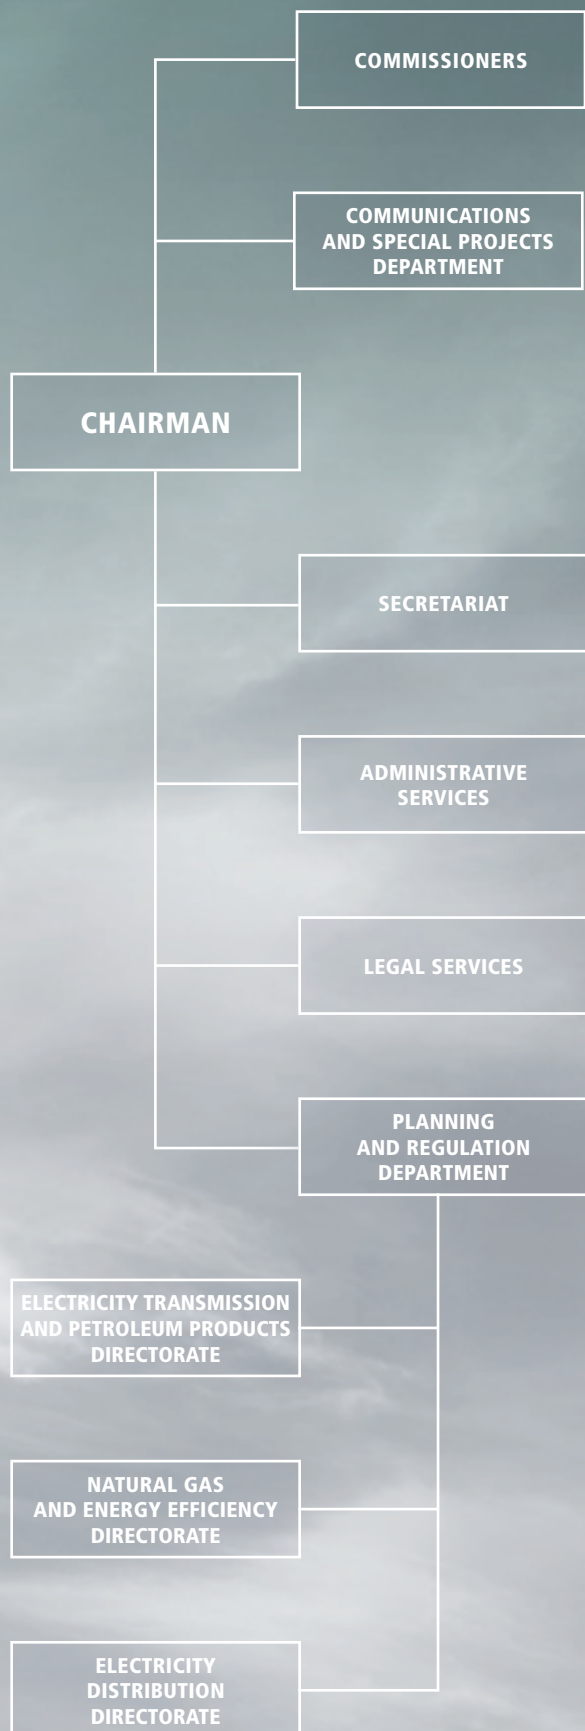 COMMISSIONERS
COMMUNICATIONS
AND SPECIAL PROJECTS
DEPARTMENT
CHAIRMAN
SECRETARIAT
ADMINISTRATIVE
SERVICES
LEGAL SERVICES
PLANNING
AND REGULATION
DEPARTMENT
ELECTRICITY TRANSMISSION
AND PETROLEUM PRODUCTS
DIRECTORATE
NATURAL GAS
AND ENERGY EFFICIENCY
DIRECTORATE
ELECTRICITY
DISTRIBUTION
DIRECTORATE